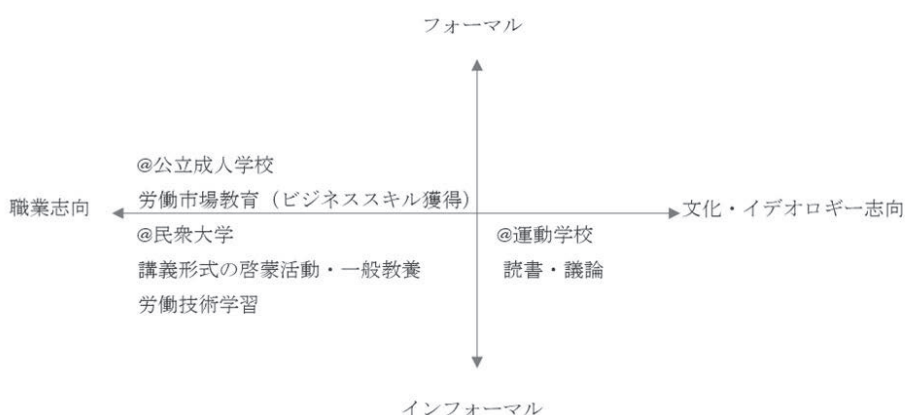 フォーマル
@公立成人学校
労働市場教育（ビジネススキル獲得）
職業志向
文化・イデオロギー志向
@民衆大学
講義形式の啓蒙活動・一般教養
労働技術学習
@運動学校
読書・議論
インフォーマル